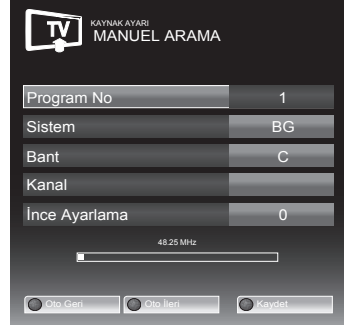 TV
KAYNAK AYARI
MANUEL ARAMA
Program No 1
Sistem BG
Bant C
Kanal
İnce Ayarlama 0
48.25 MHz
Oto Geri Oto İleri Kaydet